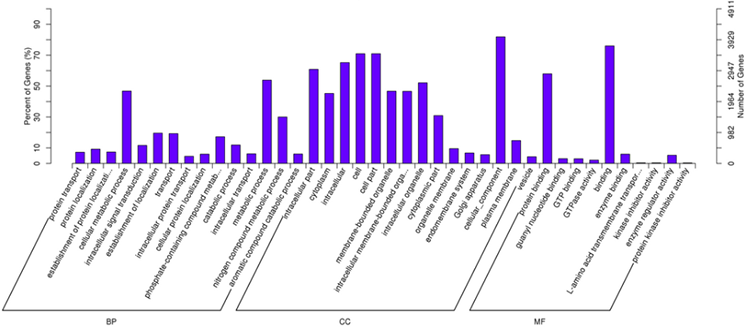 Percent of Genes (%)
90
70
50
30
10
0
4911
3929
2947
1964
982
0
Number of Genes
protein transport
protein localization
establishment of protein localizati...
cellular metabolic process
intracellular signal transduction
establishment of localization
transport
intracellular protein transport
cellular protein localization
phosphate-containing compound metab...
catabolic process
intracellular transport
metabolic process
nitrogen compound metabolic process
aromatic compound catabolic process
intracellular part
cytoplasm
intracellular
cell
cell part
membrane-bounded organelle
intracellular membrane-bounded orga...
intracellular organelle
cytoplasmic part
organelle membrane
endomembrane system
Golgi apparatus
cellular_component
plasma membrane
vesicle
protein binding
guanyl nucleotide binding
GTP binding
GTPase activity
binding
enzyme binding
L-amino acid transmembrane transpor...
kinase inhibitor activity
enzyme regulator activity
protein kinase inhibitor activity
BP
CC
MF